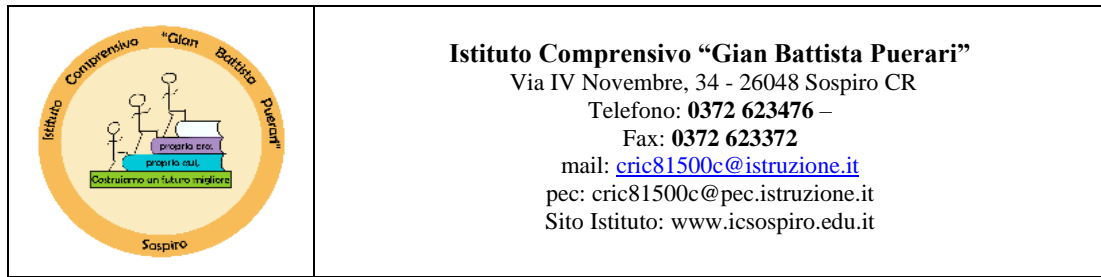 Istituto Comprensivo "Gian Battista Puerari"
proprio pro.
proprio cul.
Costruiamo un futuro migliore
Sospiro
Istituto Comprensivo “Gian Battista Puerari”
Via IV Novembre, 34 - 26048 Sospiro CR
Telefono: 0372 623476 –
Fax: 0372 623372
mail: cric81500c@istruzione.it
pec: cric81500c@pec.istruzione.it
Sito Istituto: www.icsospiro.edu.it